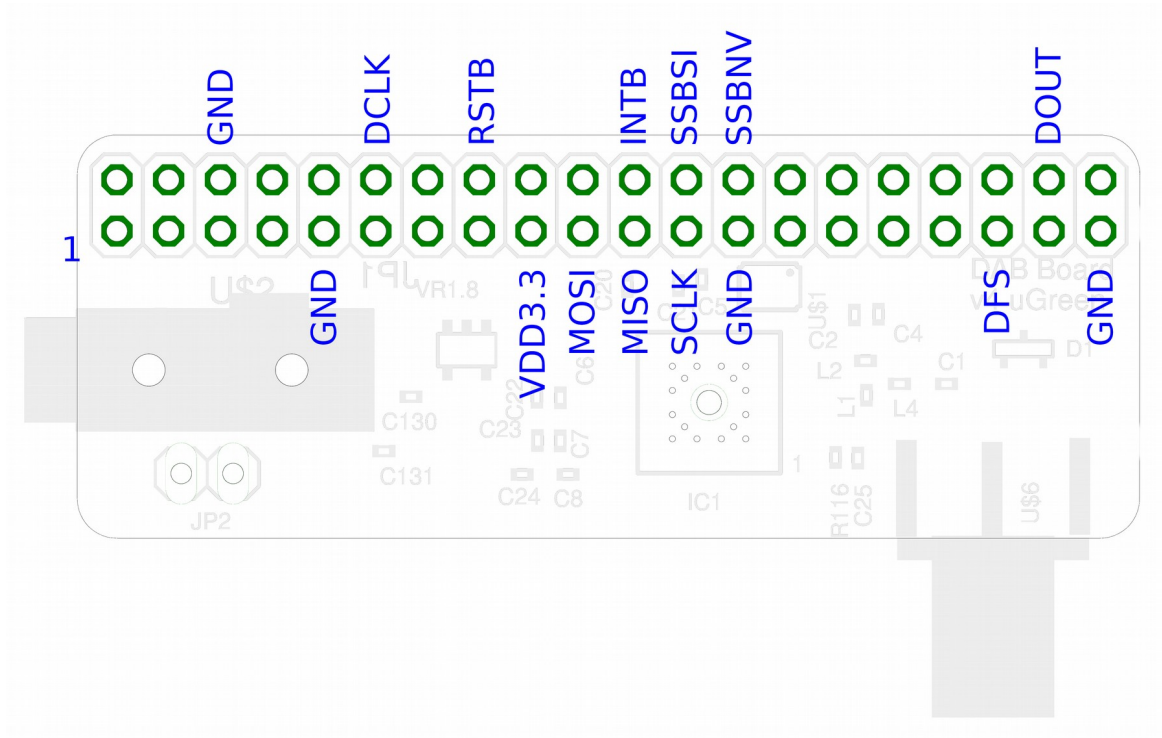 GND
DCLK
RSTB
INTB
SSBSI
SSBNV
DOUT
1
GND
VDD3.3
MOSI
MISO
SCLK
GND
DFS
GND
U$2
JP1
VR1.8
C5
U$1
DAB Board
uGreen
C2
C4
D1
L2
C1
C6
L1
L4
C22
C130
C23
C7
C131
C24
C8
1
IC1
R116
C25
U$6
JP2